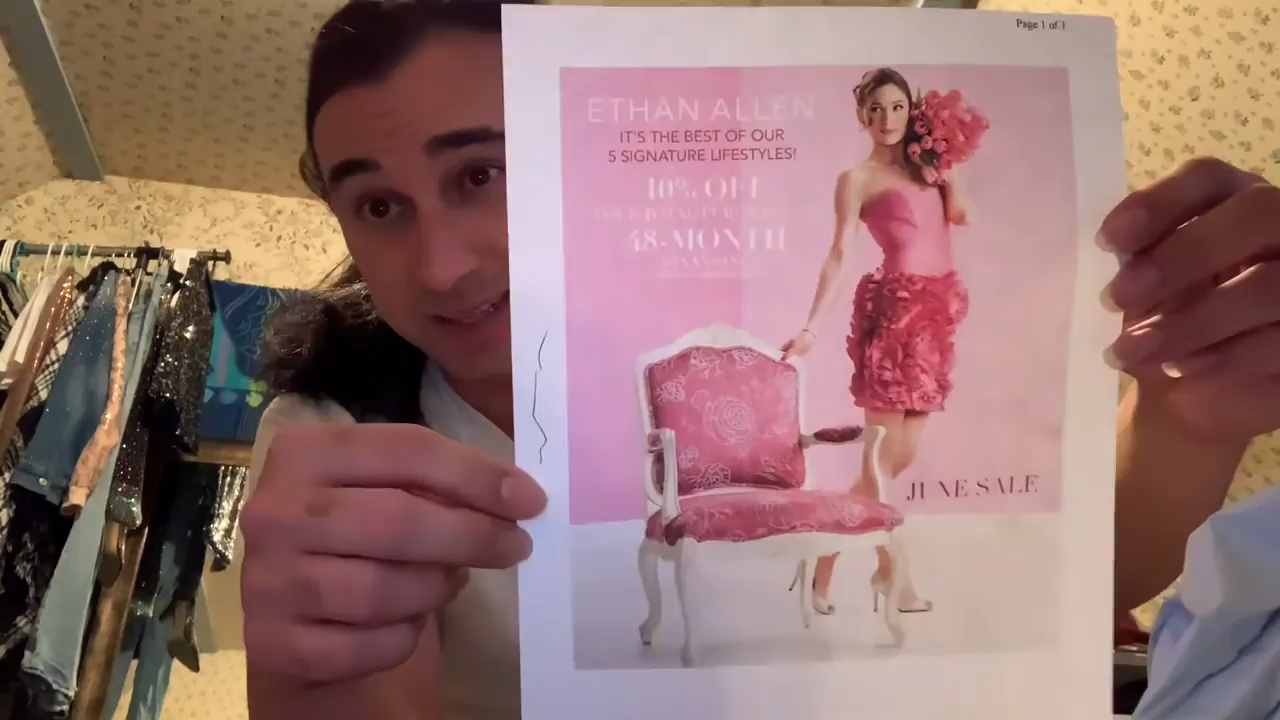 Page 1 of 1
ETHAN ALLEN
IT'S THE BEST OF OUR
5 SIGNATURE LIFESTYLES!
10% OFF
48-MONTH
JUNE SALE